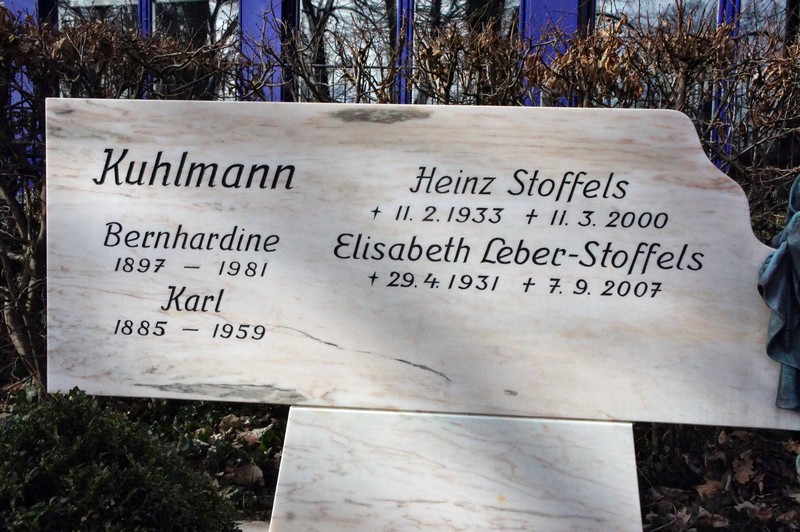 Kuhlmann
Bernhardine
1897 – 1981
Karl
1885 – 1959
Heinz Stoffels
+ 11. 2. 1933 + 11. 3. 2000
Elisabeth Leber-Stoffels
+ 29. 4. 1931 + 7. 9. 2007